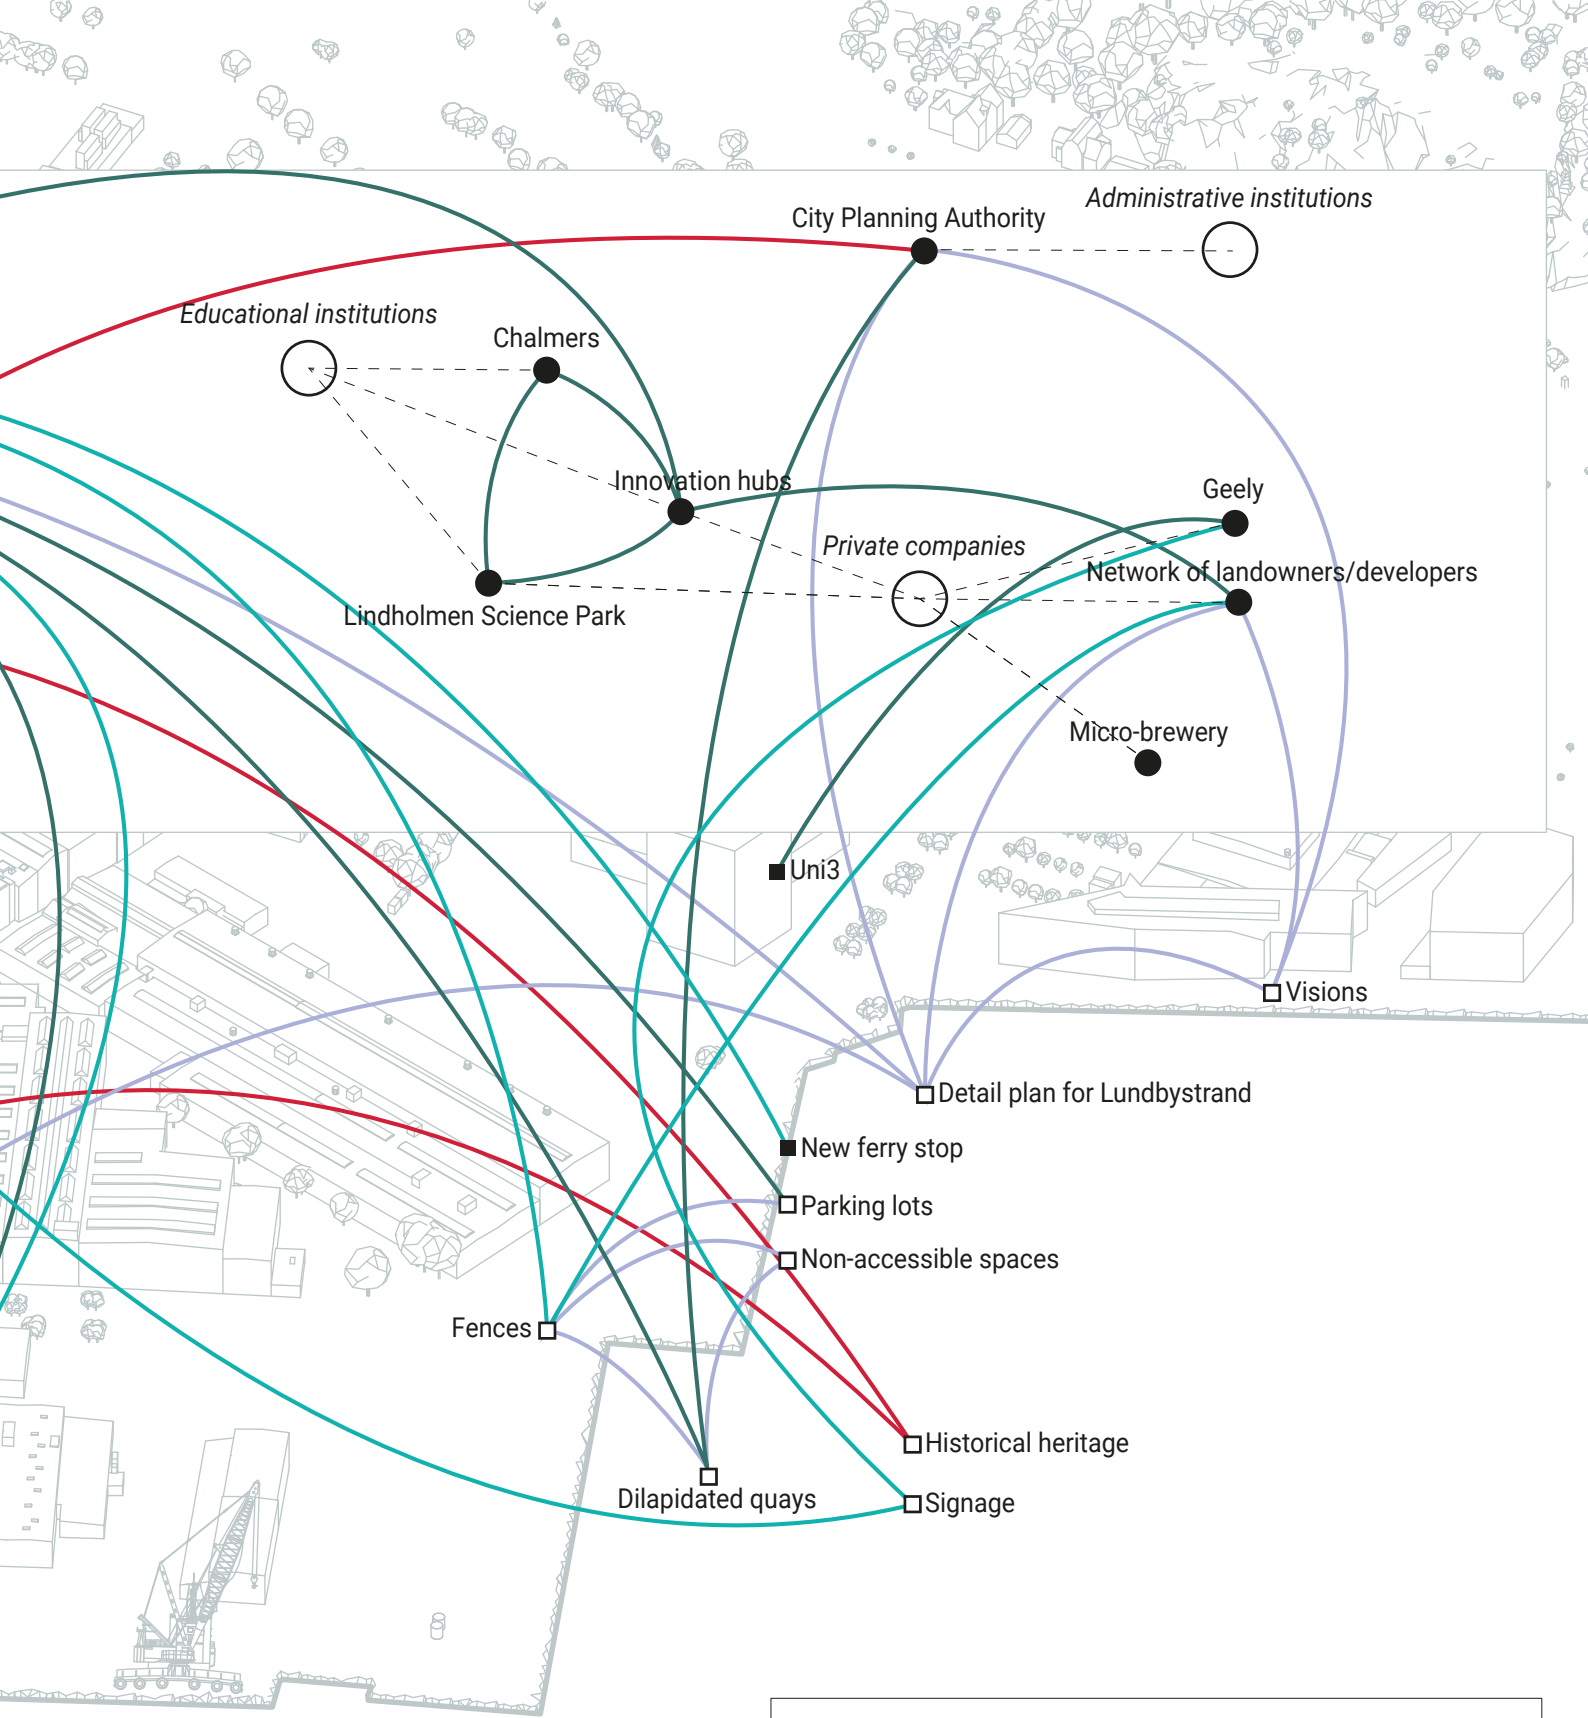 Administrative institutions
City Planning Authority
Educational institutions
Chalmers
Innovation hubs
Geely
Private companies
Network of landowners/developers
Lindholmen Science Park
Micro-brewery
Uni3
Visions
Detail plan for Lundbystrand
New ferry stop
Parking lots
Non-accessible spaces
Fences
Historical heritage
Dilapidated quays
Signage